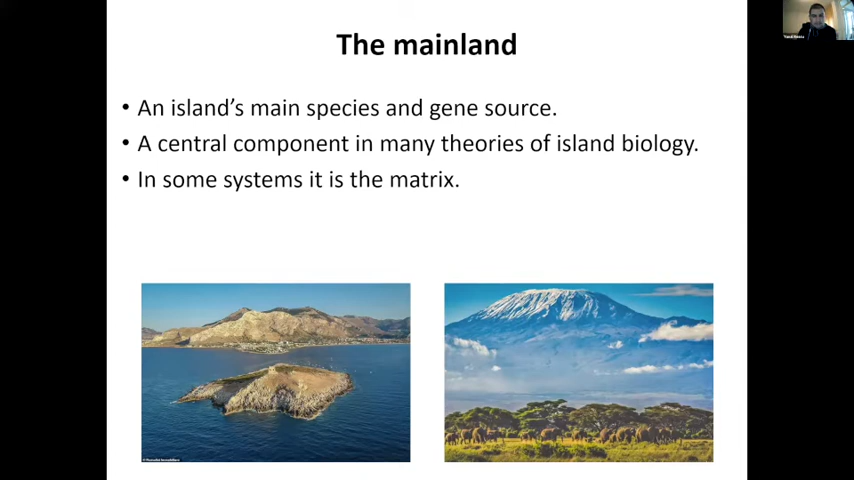 The mainland
• An island's main species and gene source.
• A central component in many theories of island biology.
• In some systems it is the matrix.